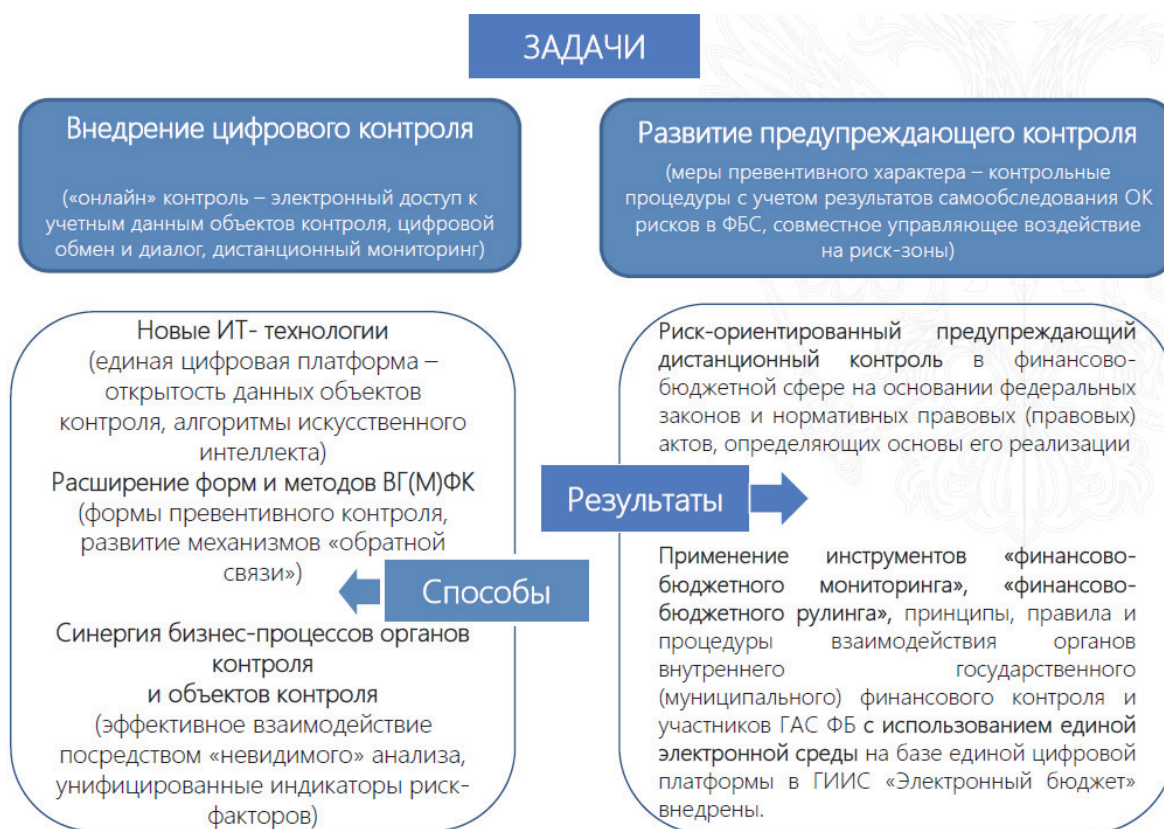 ЗАДАЧИ
Внедрение цифрового контроля
(«онлайн» контроль – электронный доступ к
учетным данным объектов контроля, цифровой
обмен и диалог, дистанционный мониторинг)
Развитие предупреждающего контроля
(меры превентивного характера – контрольные
процедуры с учетом результатов самообследования ОК
рисков в ФБС, совместное управляющее воздействие
на риск-зоны)
Новые ИТ- технологии
(единая цифровая платформа –
открытость данных объектов
контроля, алгоритмы искусственного
интеллекта)
Расширение форм и методов ВГ(М)ФК
(формы превентивного контроля,
развитие механизмов «обратной
связи»)
Способы
Синергия бизнес-процессов органов
контроля
и объектов контроля
(эффективное взаимодействие
посредством «невидимого» анализа,
унифицированные индикаторы риск-
факторов)
Риск-ориентированный предупреждающий
дистанционный контроль в финансово-
бюджетной сфере на основании федеральных
законов и нормативных правовых (правовых)
актов, определяющих основы его реализации
Результаты
Применение инструментов «финансово-
бюджетного мониторинга», «финансово-
бюджетного рулинга», принципы, правила и
процедуры взаимодействия органов
внутреннего государственного
(муниципального) финансового контроля и
участников ГАС ФБ с использованием единой
электронной среды на базе единой цифровой
платформы в ГИИС «Электронный бюджет»
внедрены.